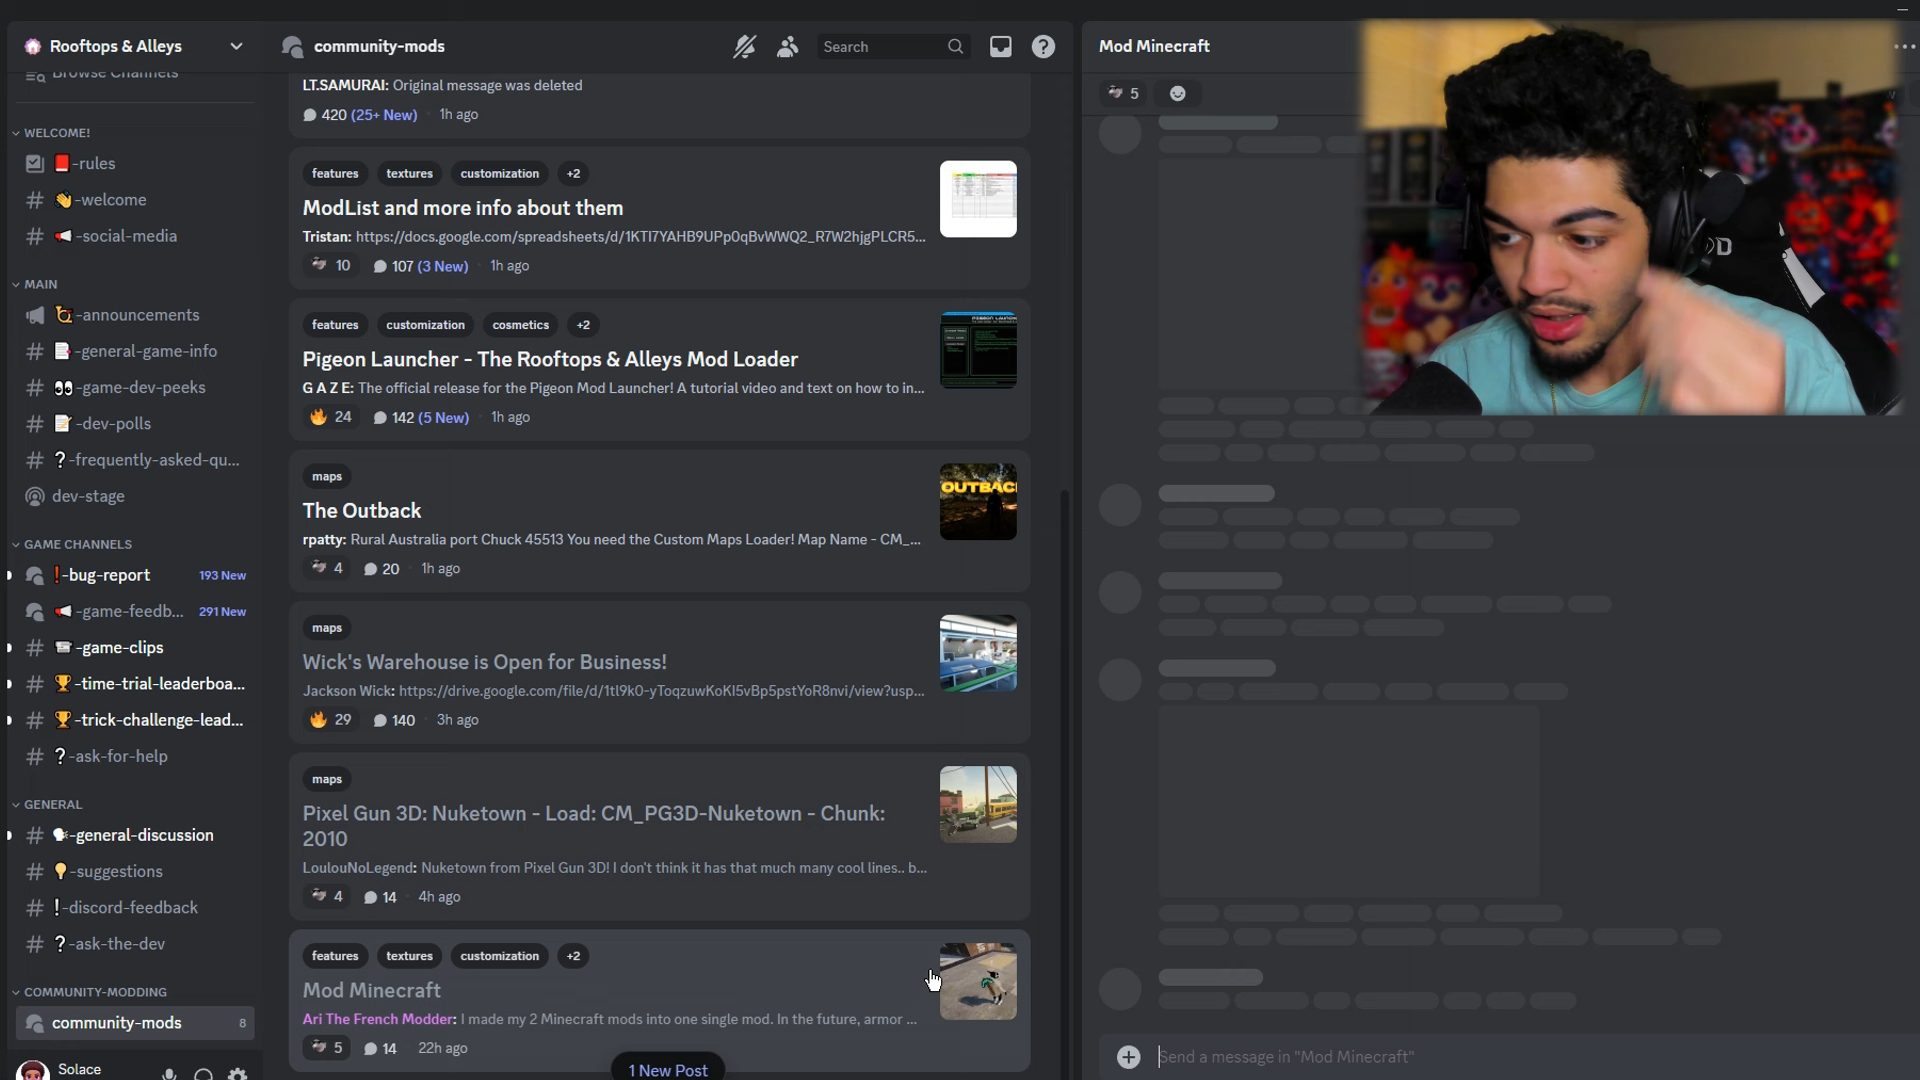 Rooftops & Alleys
Browse Channels
WELCOME!
-rules
-welcome
-social-media
MAIN
-announcements
-general-game-info
-game-dev-peeks
-dev-polls
?-frequently-asked-qu...
dev-stage
GAME CHANNELS
!-bug-report 193 New
-game-feedb... 291 New
-game-clips
-time-trial-leaderboa...
-trick-challenge-lead...
?-ask-for-help
GENERAL
-general-discussion
-suggestions
!-discord-feedback
?-ask-the-dev
COMMUNITY-MODDING
community-mods 8
Solace
community-mods
Search
LT.SAMURAI: Original message was deleted
420 (25+ New) · 1h ago
features textures customization +2
ModList and more info about them
Tristan: https://docs.google.com/spreadsheets/d/1KTI7YAHB9UPp0qBvWWQ2_R7W2hjgPLCR5...
10 107 (3 New) · 1h ago
features customization cosmetics +2
Pigeon Launcher - The Rooftops & Alleys Mod Loader
G A Z E: The official release for the Pigeon Mod Launcher! A tutorial video and text on how to in...
24 142 (5 New) · 1h ago
maps
The Outback
OUTBAC
rpatty: Rural Australia port Chuck 45513 You need the Custom Maps Loader! Map Name - CM_...
4 20 · 1h ago
maps
Wick's Warehouse is Open for Business!
Jackson Wick: https://drive.google.com/file/d/1tl9k0-yToqzuwKoKI5vBp5pstYoR8nvi/view?usp...
29 140 · 3h ago
maps
Pixel Gun 3D: Nuketown - Load: CM_PG3D-Nuketown - Chunk:
2010
LoulouNoLegend: Nuketown from Pixel Gun 3D! I don't think it has that much many cool lines.. b...
4 14 · 4h ago
features textures customization +2
Mod Minecraft
Ari The French Modder: I made my 2 Minecraft mods into one single mod. In the future, armor ...
5 14 · 22h ago
1 New Post
Mod Minecraft
5
Send a message in "Mod Minecraft"